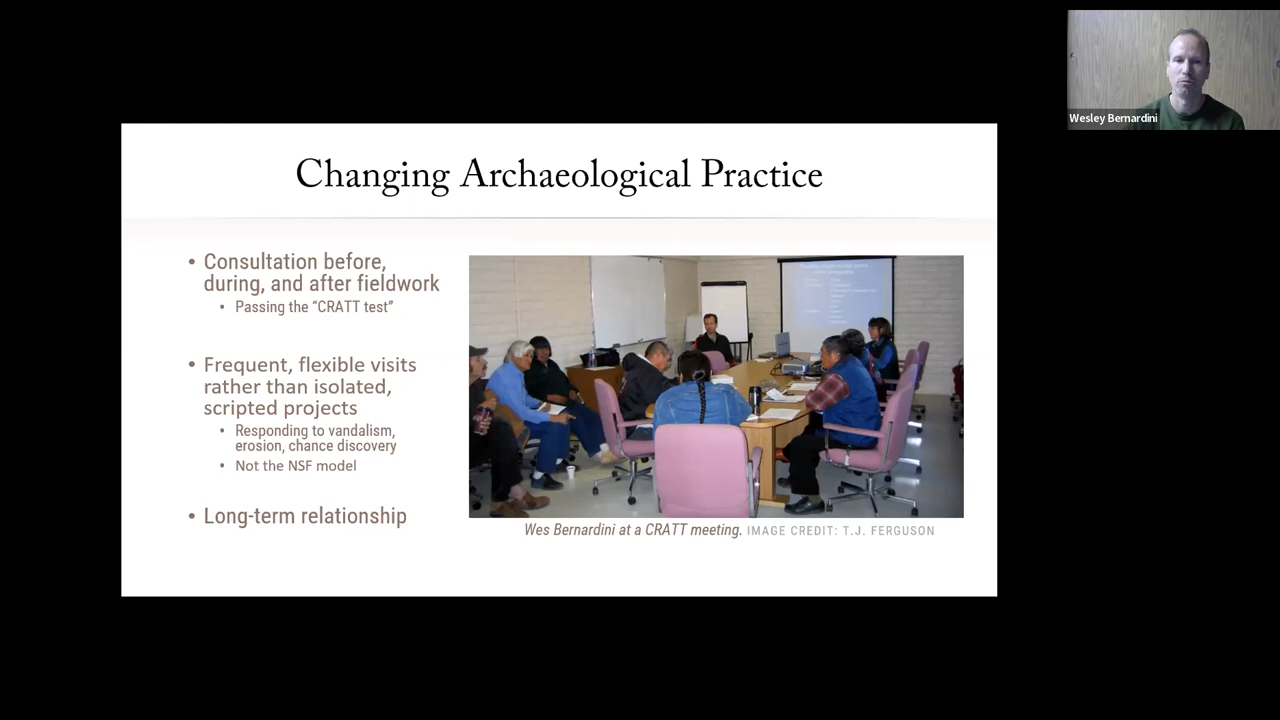 Wesley Bernardini
Changing Archaeological Practice
• Consultation before,
during, and after fieldwork
• Passing the “CRATT test”
• Frequent, flexible visits
rather than isolated,
scripted projects
• Responding to vandalism,
erosion, chance discovery
• Not the NSF model
• Long-term relationship
Wes Bernardini at a CRATT meeting. IMAGE CREDIT: T.J. FERGUSON